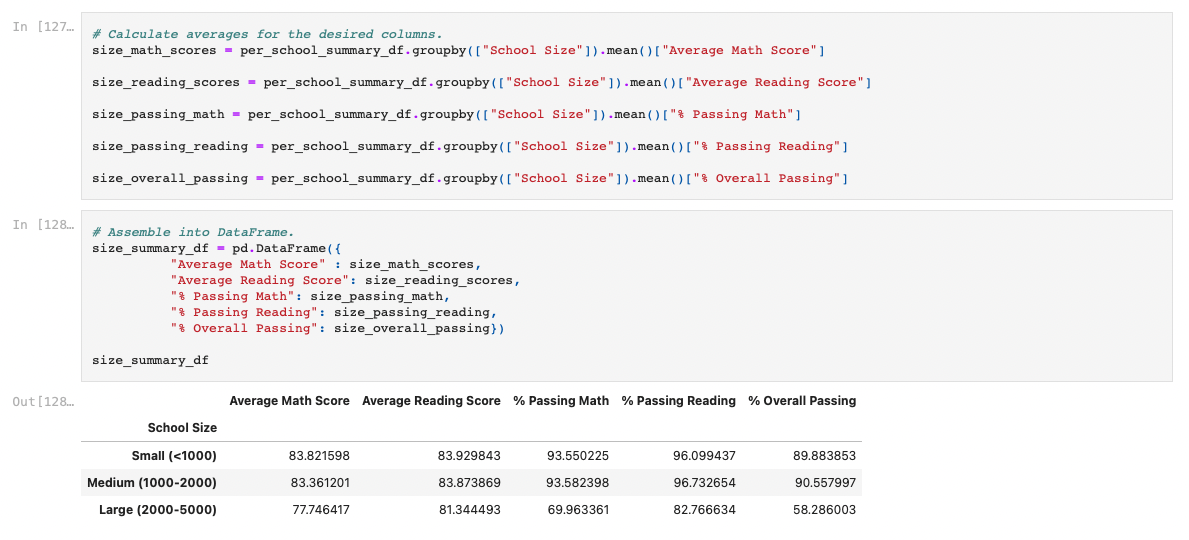 In [127…
# Calculate averages for the desired columns.
size_math_scores = per_school_summary_df.groupby(["School Size"]).mean()["Average Math Score"]
size_reading_scores = per_school_summary_df.groupby(["School Size"]).mean()["Average Reading Score"]
size_passing_math = per_school_summary_df.groupby(["School Size"]).mean()["% Passing Math"]
size_passing_reading = per_school_summary_df.groupby(["School Size"]).mean()["% Passing Reading"]
size_overall_passing = per_school_summary_df.groupby(["School Size"]).mean()["% Overall Passing"]
In [128…
# Assemble into DataFrame.
size_summary_df = pd.DataFrame({
"Average Math Score" : size_math_scores,
"Average Reading Score": size_reading_scores,
"% Passing Math": size_passing_math,
"% Passing Reading": size_passing_reading,
"% Overall Passing": size_overall_passing})
size_summary_df
Out[128…
Average Math Score Average Reading Score % Passing Math % Passing Reading % Overall Passing
School Size
Small (<1000) 83.821598 83.929843 93.550225 96.099437 89.883853
Medium (1000-2000) 83.361201 83.873869 93.582398 96.732654 90.557997
Large (2000-5000) 77.746417 81.344493 69.963361 82.766634 58.286003